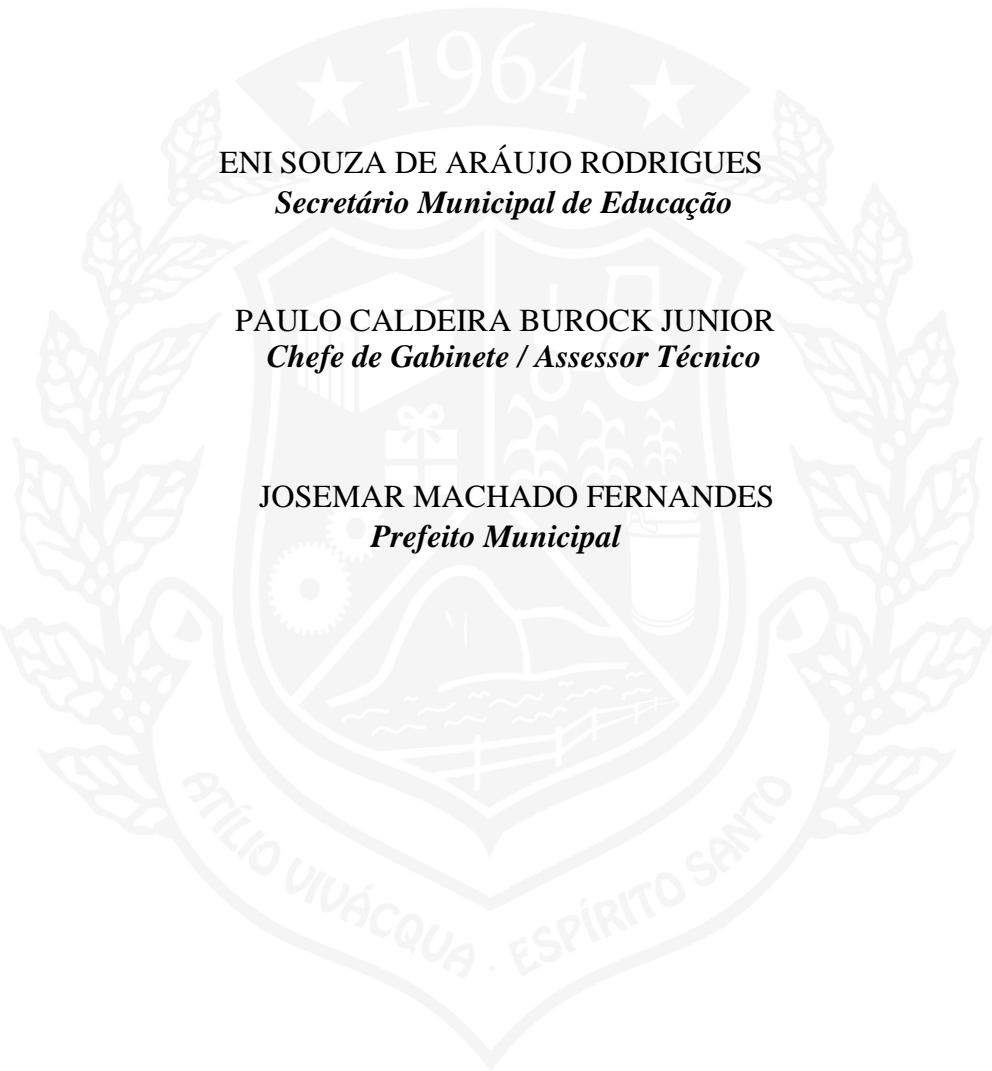 1964
ENI SOUZA DE ARÁUJO RODRIGUES
Secretário Municipal de Educação
PAULO CALDEIRA BUROCK JUNIOR
Chefe de Gabinete / Assessor Técnico
JOSEMAR MACHADO FERNANDES
Prefeito Municipal
ATÍLIO VIVÁCQUA · ESPÍRITO SANTO